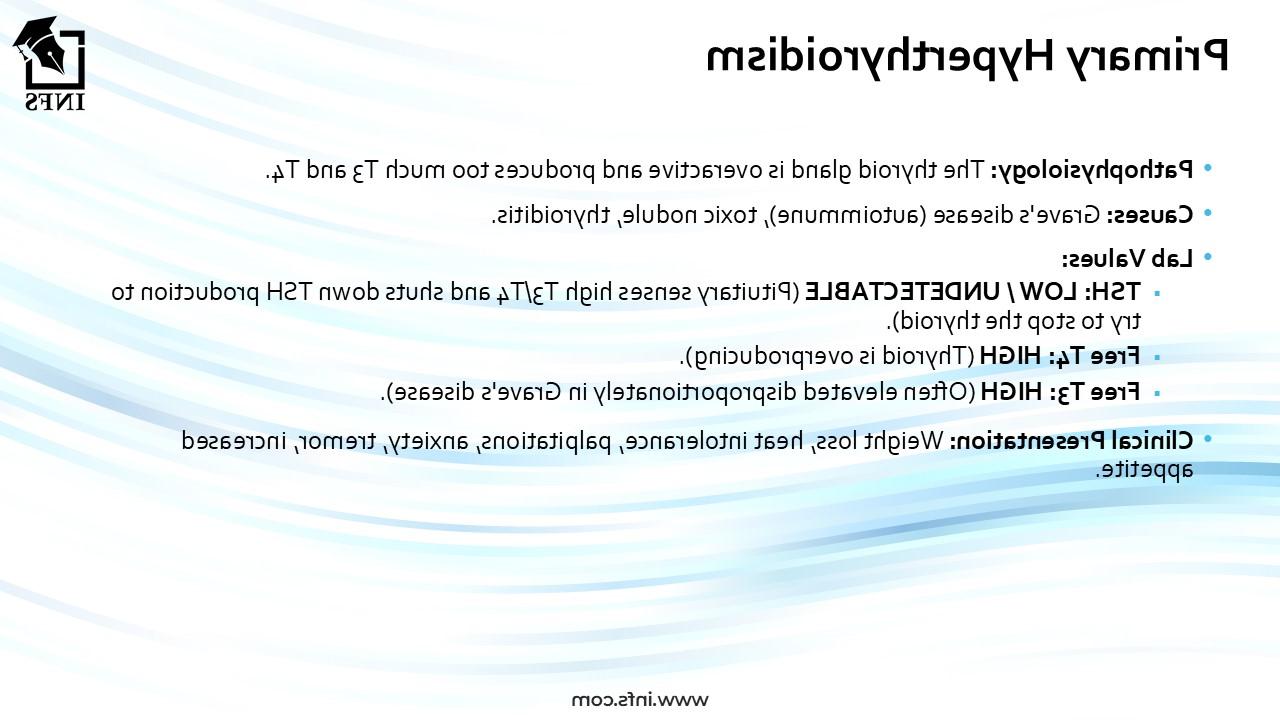 Primary Hyperthyroidism
INFS
• Pathophysiology: The thyroid gland is overactive and produces too much T3 and T4.
• Causes: Grave's disease (autoimmune), toxic nodule, thyroiditis.
• Lab Values:
▪ TSH: LOW / UNDETECTABLE (Pituitary senses high T3/T4 and shuts down TSH production to
try to stop the thyroid).
▪ Free T4: HIGH (Thyroid is overproducing).
▪ Free T3: HIGH (Often elevated disproportionately in Grave's disease).
• Clinical Presentation: Weight loss, heat intolerance, palpitations, anxiety, tremor, increased
appetite.
www.infs.com